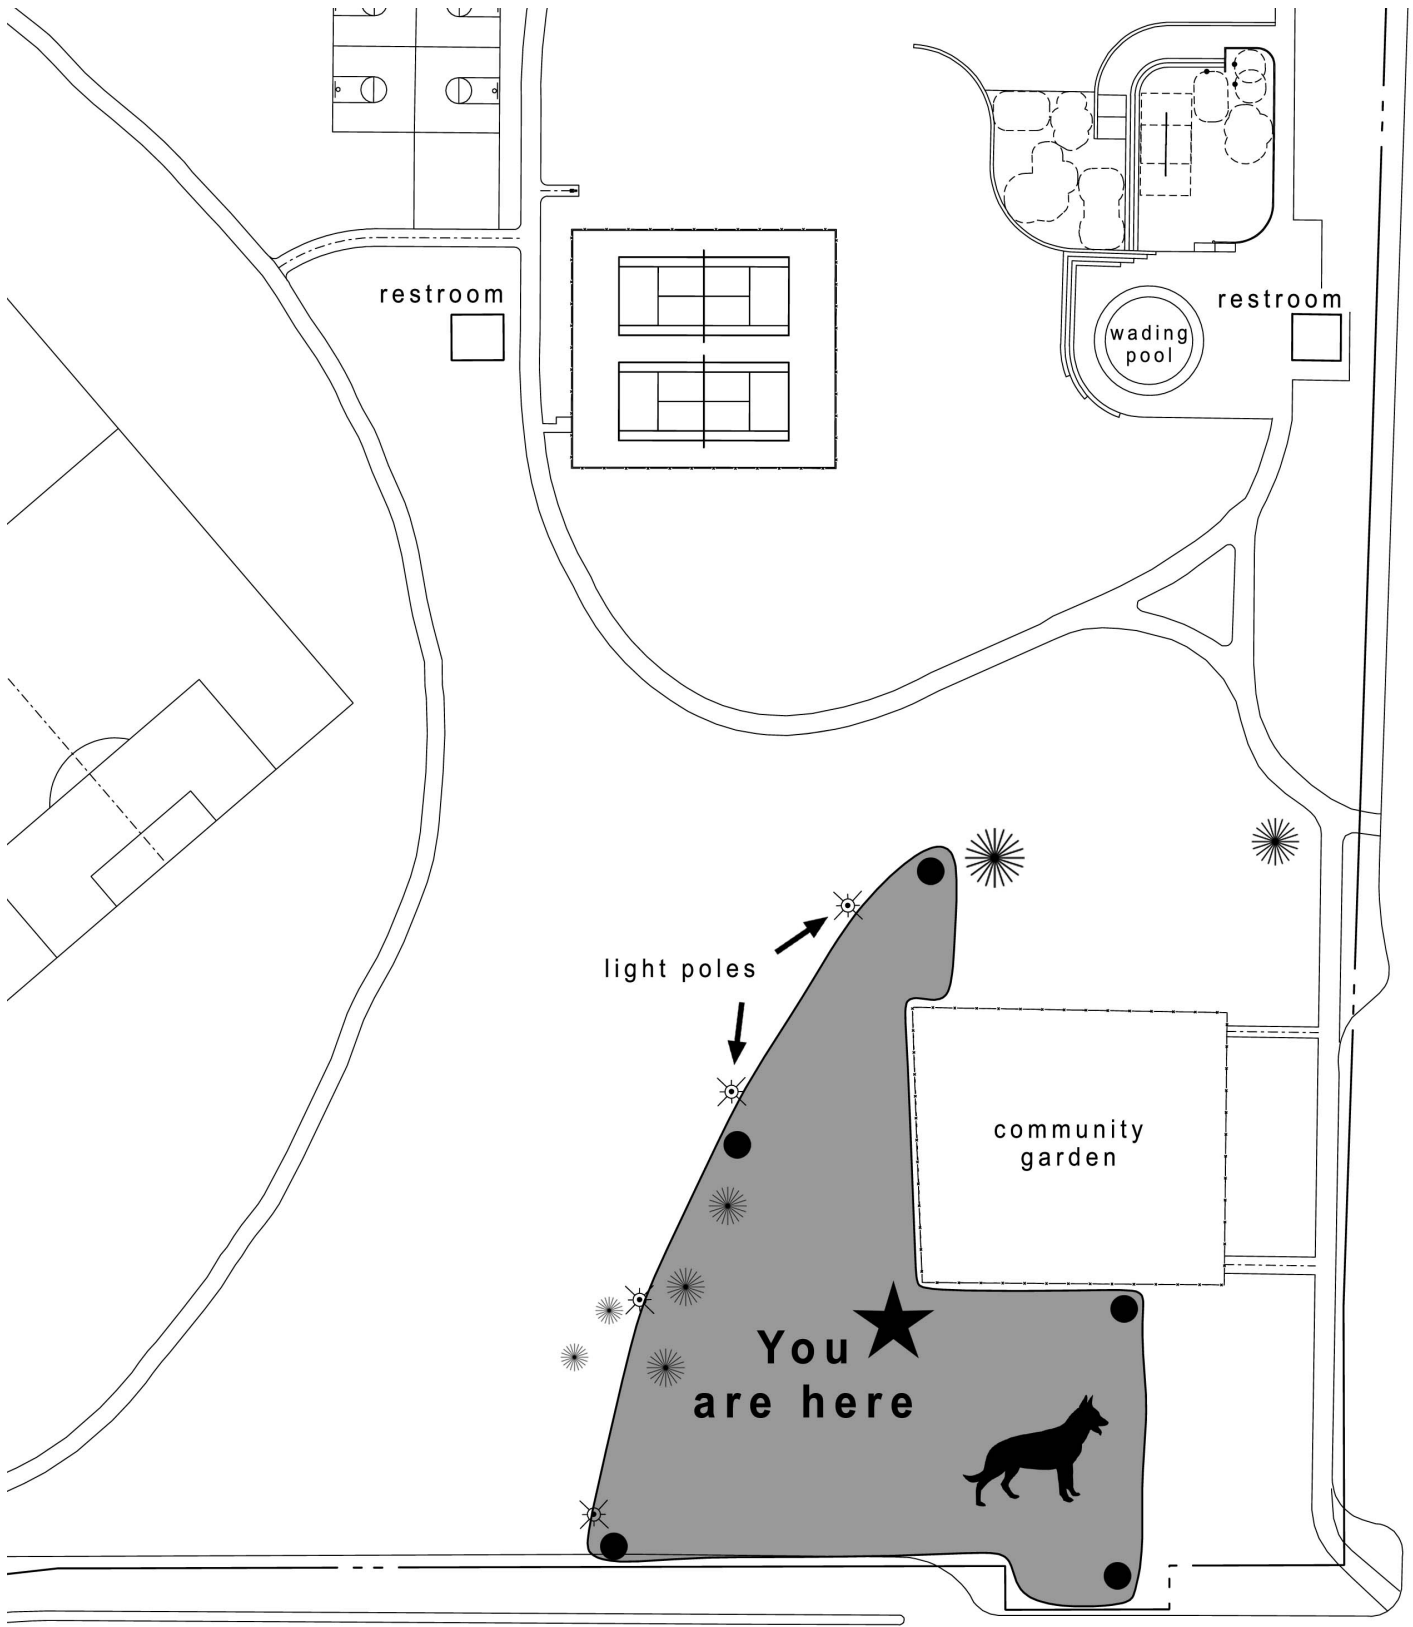 restroom
restroom
wading
pool
light poles
community
garden
You
are here